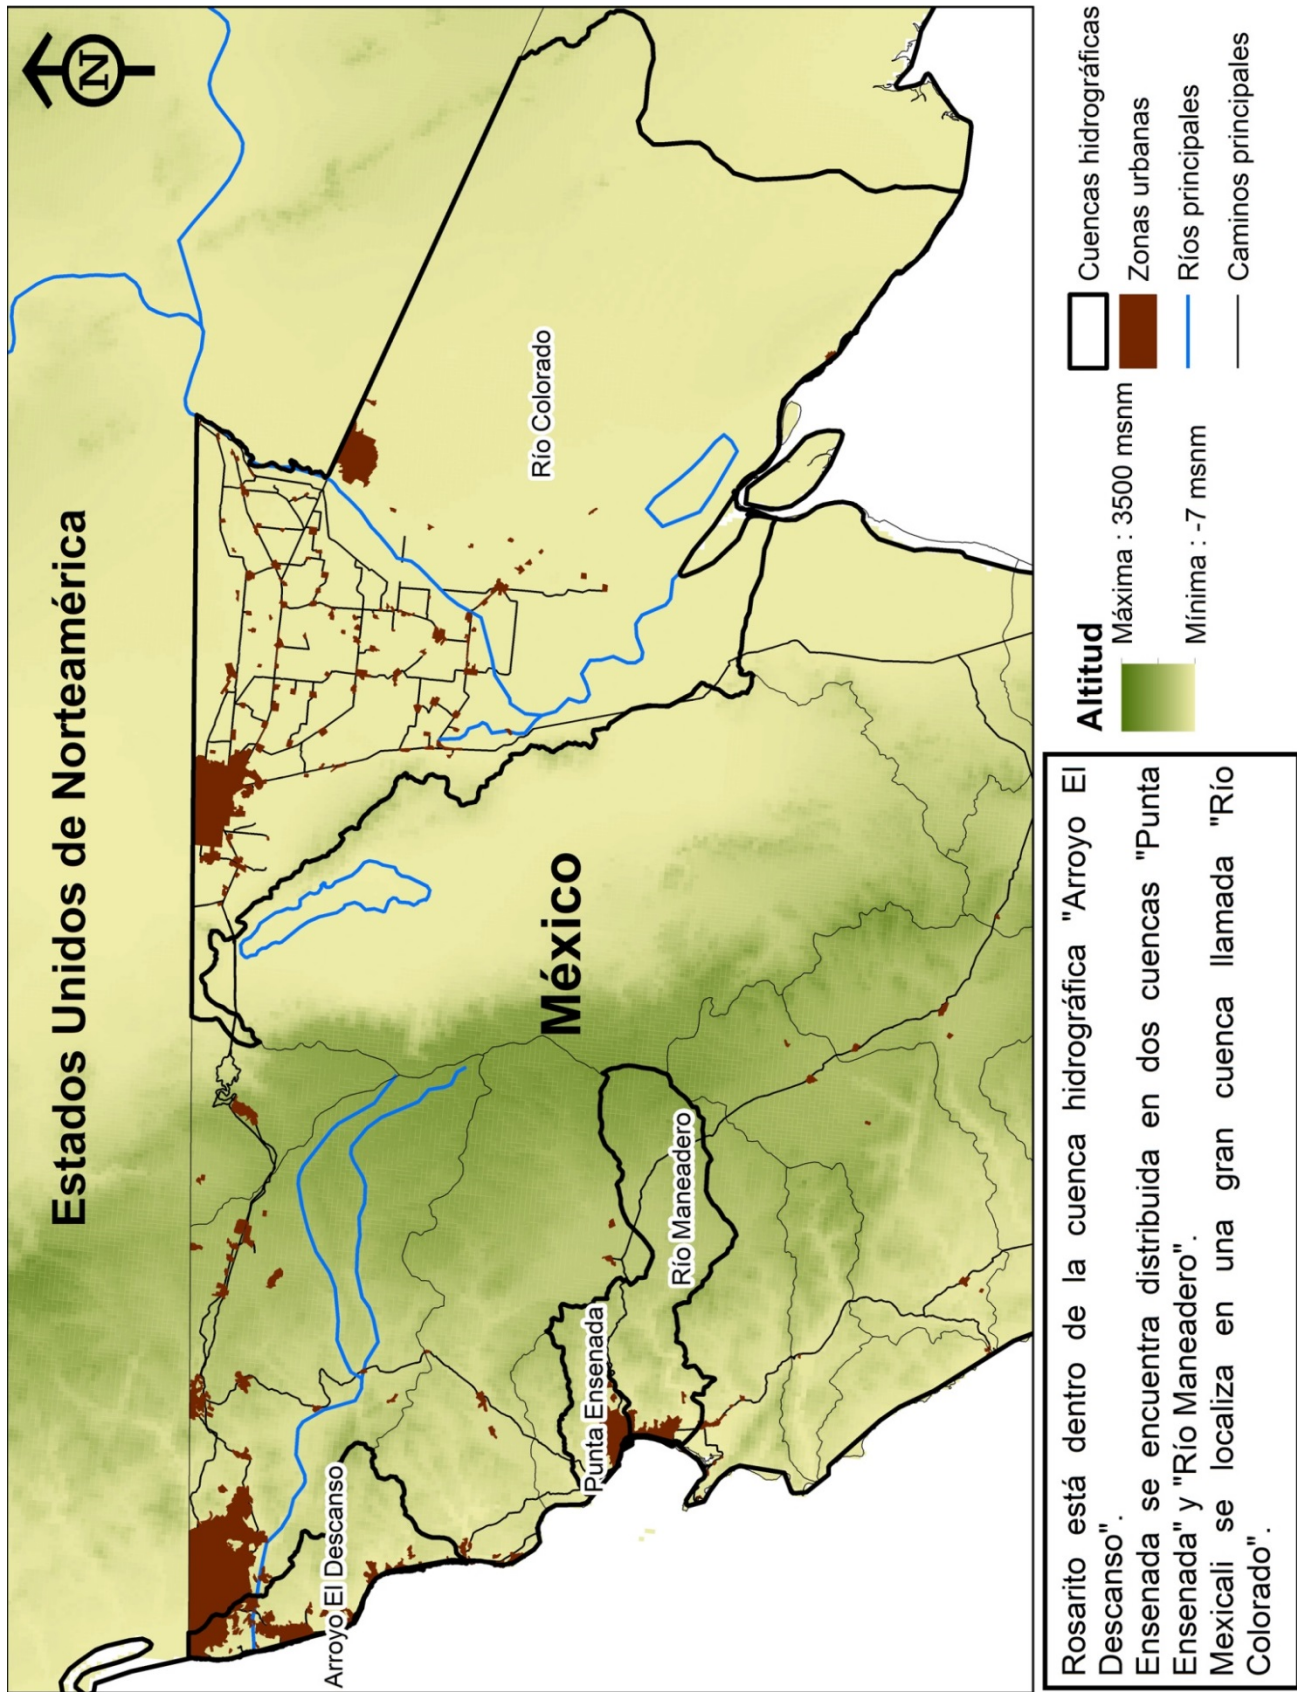 Estados Unidos de Norteamérica
N
Río Colorado
México
Río Maneadero
Punta Ensenada
Arroyo El Descanso
Rosarito está dentro de la cuenca hidrográfica "Arroyo El
Descanso".
Ensenada se encuentra distribuida en dos cuencas "Punta
Ensenada" y "Río Maneadero".
Mexicali se localiza en una gran cuenca llamada "Río
Colorado".
Altitud
Máxima : 3500 msnm
Mínima : -7 msnm
Cuencas hidrográficas
Zonas urbanas
Ríos principales
Caminos principales